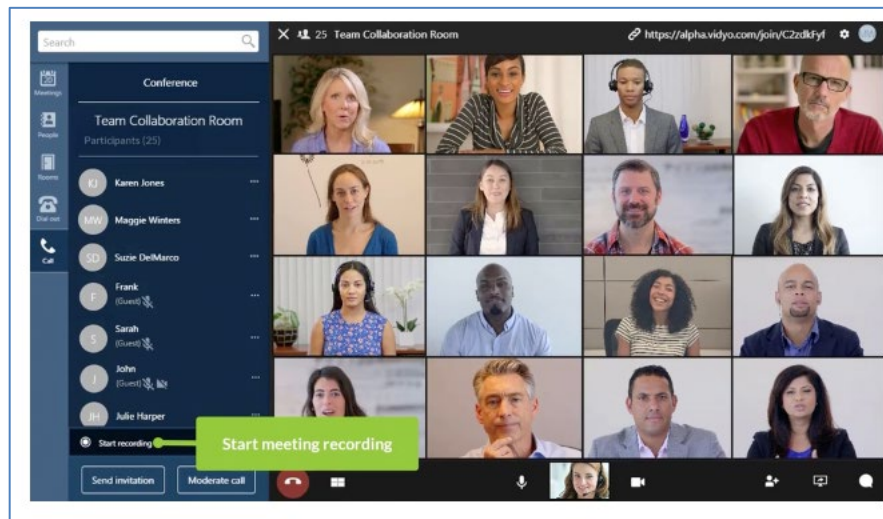 Search
25 Team Collaboration Room
https://alpha.vidyo.com/join/C2zdkFyf
Meetings
People
Rooms
Dial out
Call
Conference
Team Collaboration Room
Participants (25)
KJ Karen Jones
MW Maggie Winters
SD Suzie DelMarco
F Frank
(Guest)
S Sarah
(Guest)
J John
(Guest)
JH Julie Harper
Start recording
Start meeting recording
Send invitation
Moderate call